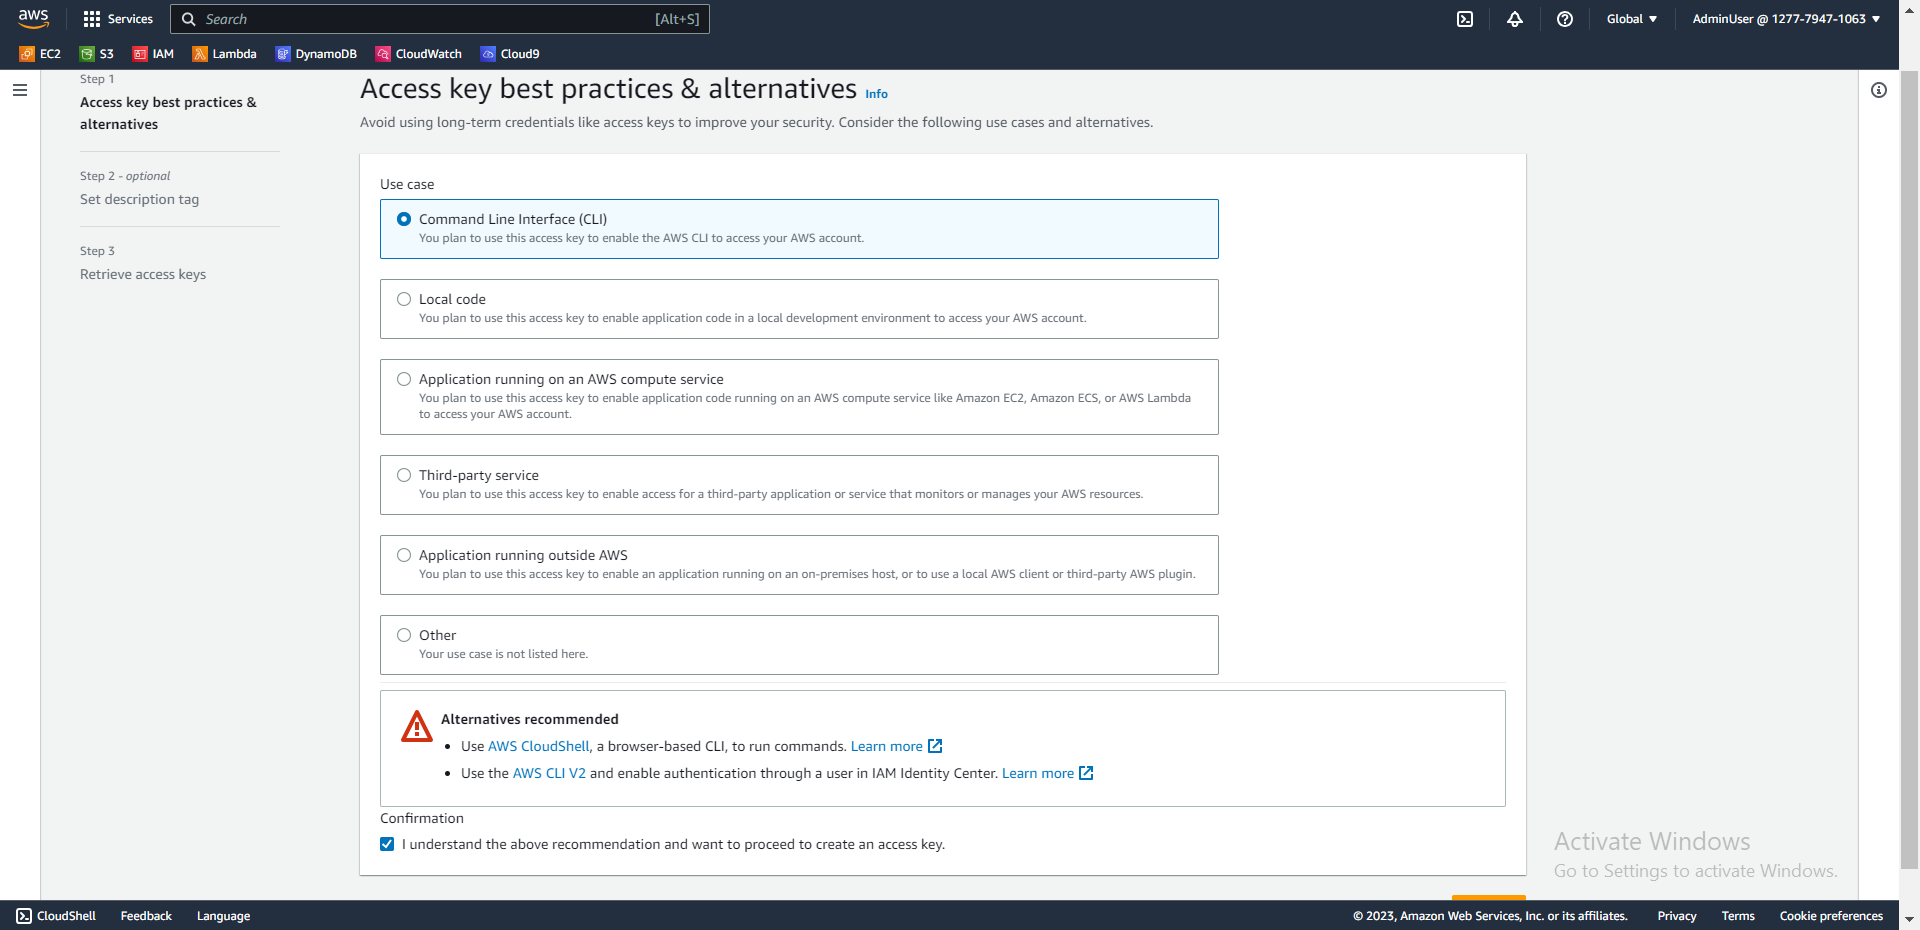 aws
Services
Search [Alt+S]
Global
AdminUser @ 1277-7947-1063
EC2
S3
IAM
Lambda
DynamoDB
CloudWatch
Cloud9
Step 1
Access key best practices &
alternatives
Step 2 - optional
Set description tag
Step 3
Retrieve access keys
Access key best practices & alternatives Info
Avoid using long-term credentials like access keys to improve your security. Consider the following use cases and alternatives.
Use case
Command Line Interface (CLI)
You plan to use this access key to enable the AWS CLI to access your AWS account.
Local code
You plan to use this access key to enable application code in a local development environment to access your AWS account.
Application running on an AWS compute service
You plan to use this access key to enable application code running on an AWS compute service like Amazon EC2, Amazon ECS, or AWS Lambda
to access your AWS account.
Third-party service
You plan to use this access key to enable access for a third-party application or service that monitors or manages your AWS resources.
Application running outside AWS
You plan to use this access key to enable an application running on an on-premises host, or to use a local AWS client or third-party AWS plugin.
Other
Your use case is not listed here.
Alternatives recommended
• Use AWS CloudShell, a browser-based CLI, to run commands. Learn more
• Use the AWS CLI V2 and enable authentication through a user in IAM Identity Center. Learn more
Confirmation
I understand the above recommendation and want to proceed to create an access key.
Activate Windows
Go to Settings to activate Windows.
CloudShell
Feedback
Language
© 2023, Amazon Web Services, Inc. or its affiliates.
Privacy
Terms
Cookie preferences